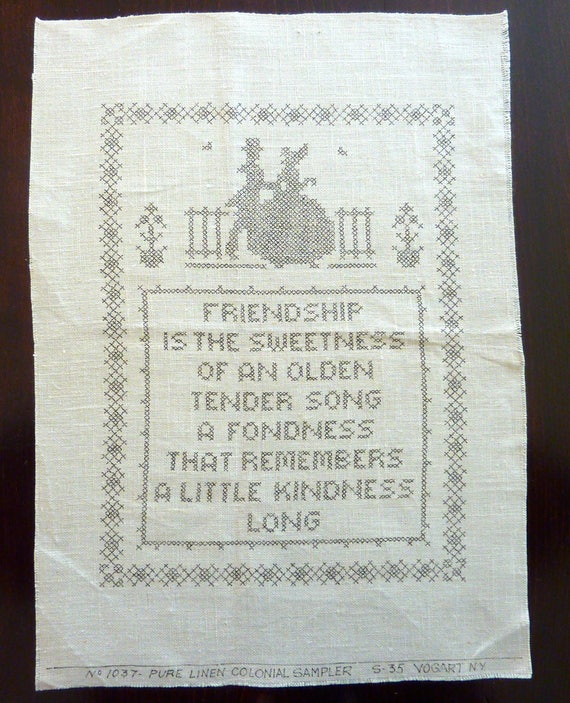 FRIENDSHIP
IS THE SWEETNESS
OF AN OLDEN
TENDER SONG
A FONDNESS
THAT REMEMBERS
A LITTLE KINDNESS
LONG
No 1037- PURE LINEN COLONIAL SAMPLER S-35 VOGART NY